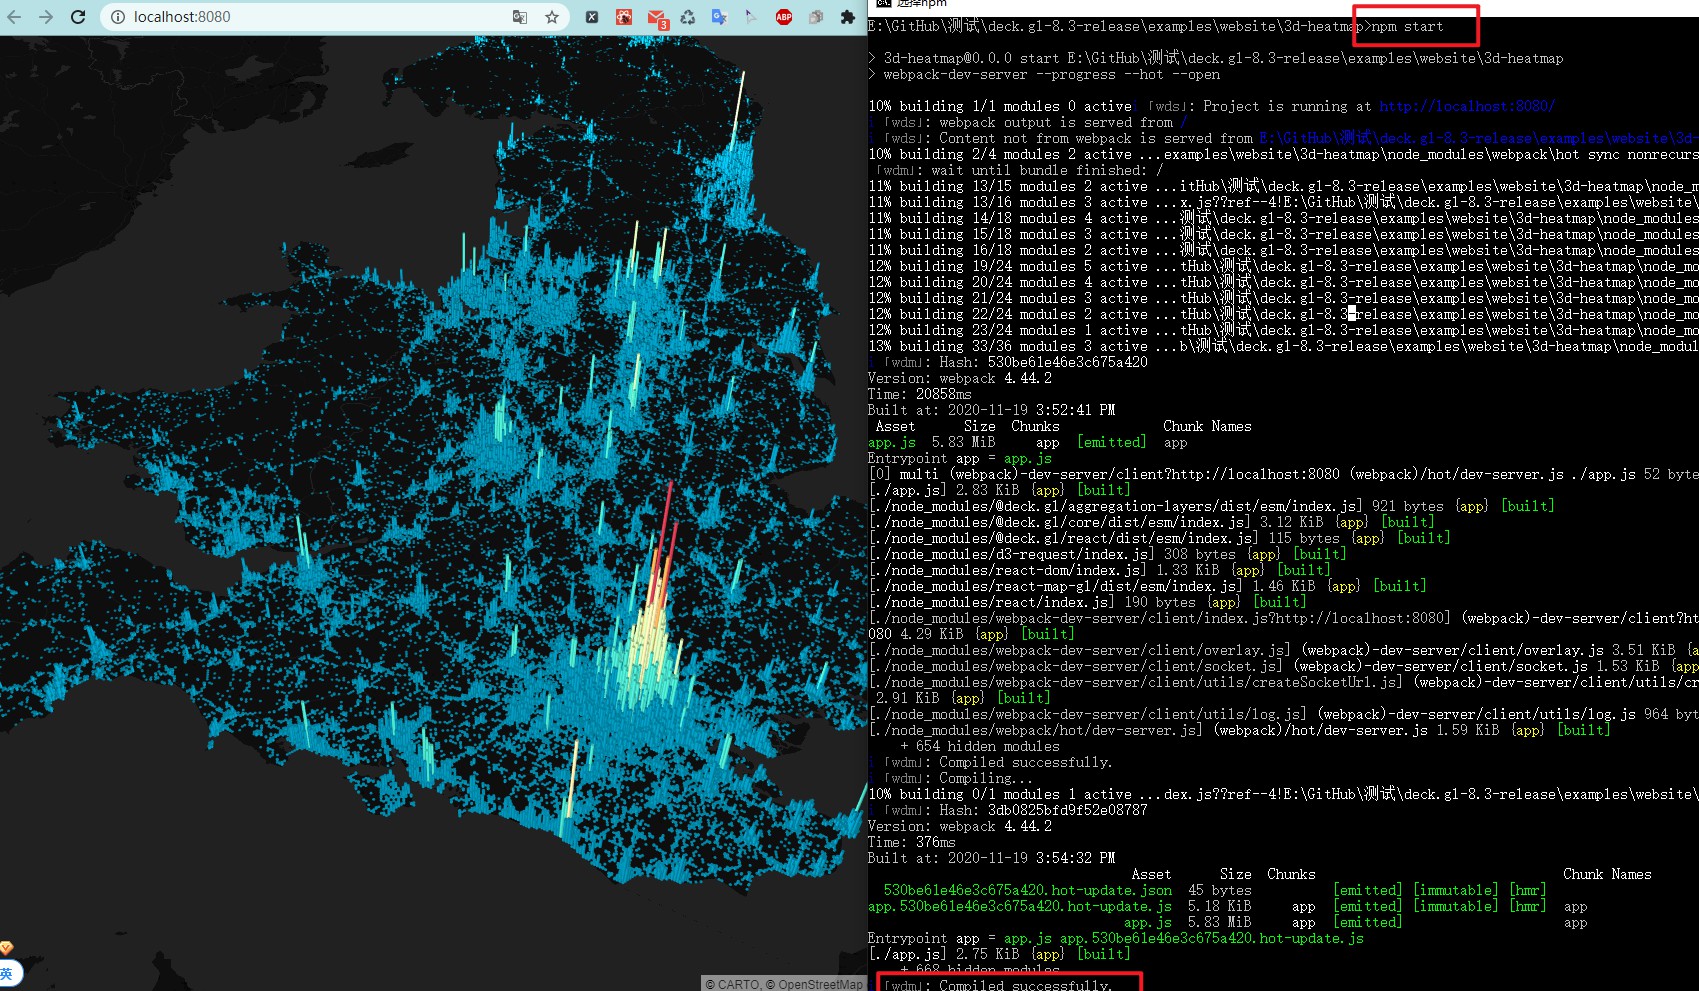 localhost:8080
3
ABP
英
© CARTO, © OpenStreetMap
选择npm
E:\GitHub\测试\deck.gl-8.3-release\examples\website\3d-heatmap>npm start
> 3d-heatmap@0.0.0 start E:\GitHub\测试\deck.gl-8.3-release\examples\website\3d-heatmap
> webpack-dev-server --progress --hot --open
10% building 1/1 modules 0 activei ｢wds｣: Project is running at http://localhost:8080/
i ｢wds｣: webpack output is served from /
i ｢wds｣: Content not from webpack is served from E:\GitHub\测试\deck.gl-8.3-release\examples\website\3d-
10% building 2/4 modules 2 active ...examples\website\3d-heatmap\node_modules\webpack\hot sync nonrecurs
｢wdm｣: wait until bundle finished: /
11% building 13/15 modules 2 active ...itHub\测试\deck.gl-8.3-release\examples\website\3d-heatmap\node_m
11% building 13/16 modules 3 active ...x.js??ref--4!E:\GitHub\测试\deck.gl-8.3-release\examples\website\
11% building 14/18 modules 4 active ...测试\deck.gl-8.3-release\examples\website\3d-heatmap\node_modules
11% building 15/18 modules 3 active ...测试\deck.gl-8.3-release\examples\website\3d-heatmap\node_modules
11% building 16/18 modules 2 active ...测试\deck.gl-8.3-release\examples\website\3d-heatmap\node_modules
12% building 19/24 modules 5 active ...tHub\测试\deck.gl-8.3-release\examples\website\3d-heatmap\node_mo
12% building 20/24 modules 4 active ...tHub\测试\deck.gl-8.3-release\examples\website\3d-heatmap\node_mo
12% building 21/24 modules 3 active ...tHub\测试\deck.gl-8.3-release\examples\website\3d-heatmap\node_mo
12% building 22/24 modules 2 active ...tHub\测试\deck.gl-8.3-release\examples\website\3d-heatmap\node_mo
12% building 23/24 modules 1 active ...tHub\测试\deck.gl-8.3-release\examples\website\3d-heatmap\node_mo
13% building 33/36 modules 3 active ...b\测试\deck.gl-8.3-release\examples\website\3d-heatmap\node_modul
i ｢wdm｣: Hash: 530be61e46e3c675a420
Version: webpack 4.44.2
Time: 20858ms
Built at: 2020-11-19 3:52:41 PM
Asset Size Chunks Chunk Names
app.js 5.83 MiB app [emitted] app
Entrypoint app = app.js
[0] multi (webpack)-dev-server/client?http://localhost:8080 (webpack)/hot/dev-server.js ./app.js 52 byte
[./app.js] 2.83 KiB {app} [built]
[./node_modules/@deck.gl/aggregation-layers/dist/esm/index.js] 921 bytes {app} [built]
[./node_modules/@deck.gl/core/dist/esm/index.js] 3.12 KiB {app} [built]
[./node_modules/@deck.gl/react/dist/esm/index.js] 115 bytes {app} [built]
[./node_modules/d3-request/index.js] 308 bytes {app} [built]
[./node_modules/react-dom/index.js] 1.33 KiB {app} [built]
[./node_modules/react-map-gl/dist/esm/index.js] 1.46 KiB {app} [built]
[./node_modules/react/index.js] 190 bytes {app} [built]
[./node_modules/webpack-dev-server/client/index.js?http://localhost:8080] (webpack)-dev-server/client?ht
080 4.29 KiB {app} [built]
[./node_modules/webpack-dev-server/client/overlay.js] (webpack)-dev-server/client/overlay.js 3.51 KiB {a
[./node_modules/webpack-dev-server/client/socket.js] (webpack)-dev-server/client/socket.js 1.53 KiB {app
[./node_modules/webpack-dev-server/client/utils/createSocketUrl.js] (webpack)-dev-server/client/utils/cr
2.91 KiB {app} [built]
[./node_modules/webpack-dev-server/client/utils/log.js] (webpack)-dev-server/client/utils/log.js 964 byt
[./node_modules/webpack/hot/dev-server.js] (webpack)/hot/dev-server.js 1.59 KiB {app} [built]
+ 654 hidden modules
i ｢wdm｣: Compiled successfully.
i ｢wdm｣: Compiling...
10% building 0/1 modules 1 active ...dex.js??ref--4!E:\GitHub\测试\deck.gl-8.3-release\examples\website\
i ｢wdm｣: Hash: 3db0825bfd9f52e08787
Version: webpack 4.44.2
Time: 376ms
Built at: 2020-11-19 3:54:32 PM
Asset Size Chunks Chunk Names
530be61e46e3c675a420.hot-update.json 45 bytes [emitted] [immutable] [hmr]
app.530be61e46e3c675a420.hot-update.js 5.18 KiB app [emitted] [immutable] [hmr] app
app.js 5.83 MiB app [emitted] app
Entrypoint app = app.js app.530be61e46e3c675a420.hot-update.js
[./app.js] 2.75 KiB {app} [built]
+ 668 hidden modules
i ｢wdm｣: Compiled successfully.